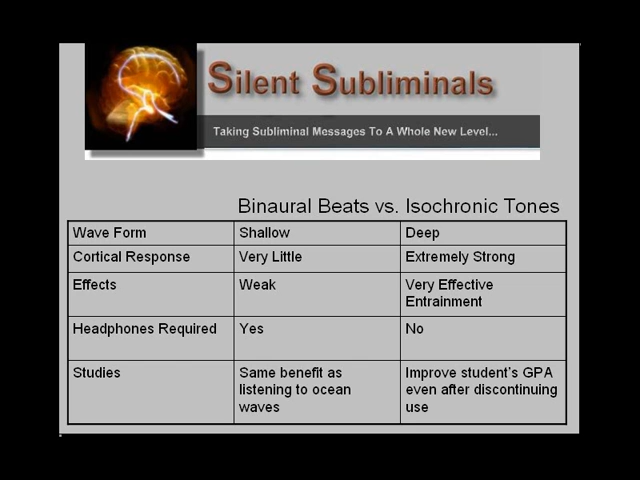 Silent Subliminals
Taking Subliminal Messages To A Whole New Level...
Binaural Beats vs. Isochronic Tones
Wave Form Shallow Deep
Cortical Response Very Little Extremely Strong
Effects Weak Very Effective
Entrainment
Headphones Required Yes No
Studies Same benefit as Improve student's GPA
listening to ocean even after discontinuing
waves use